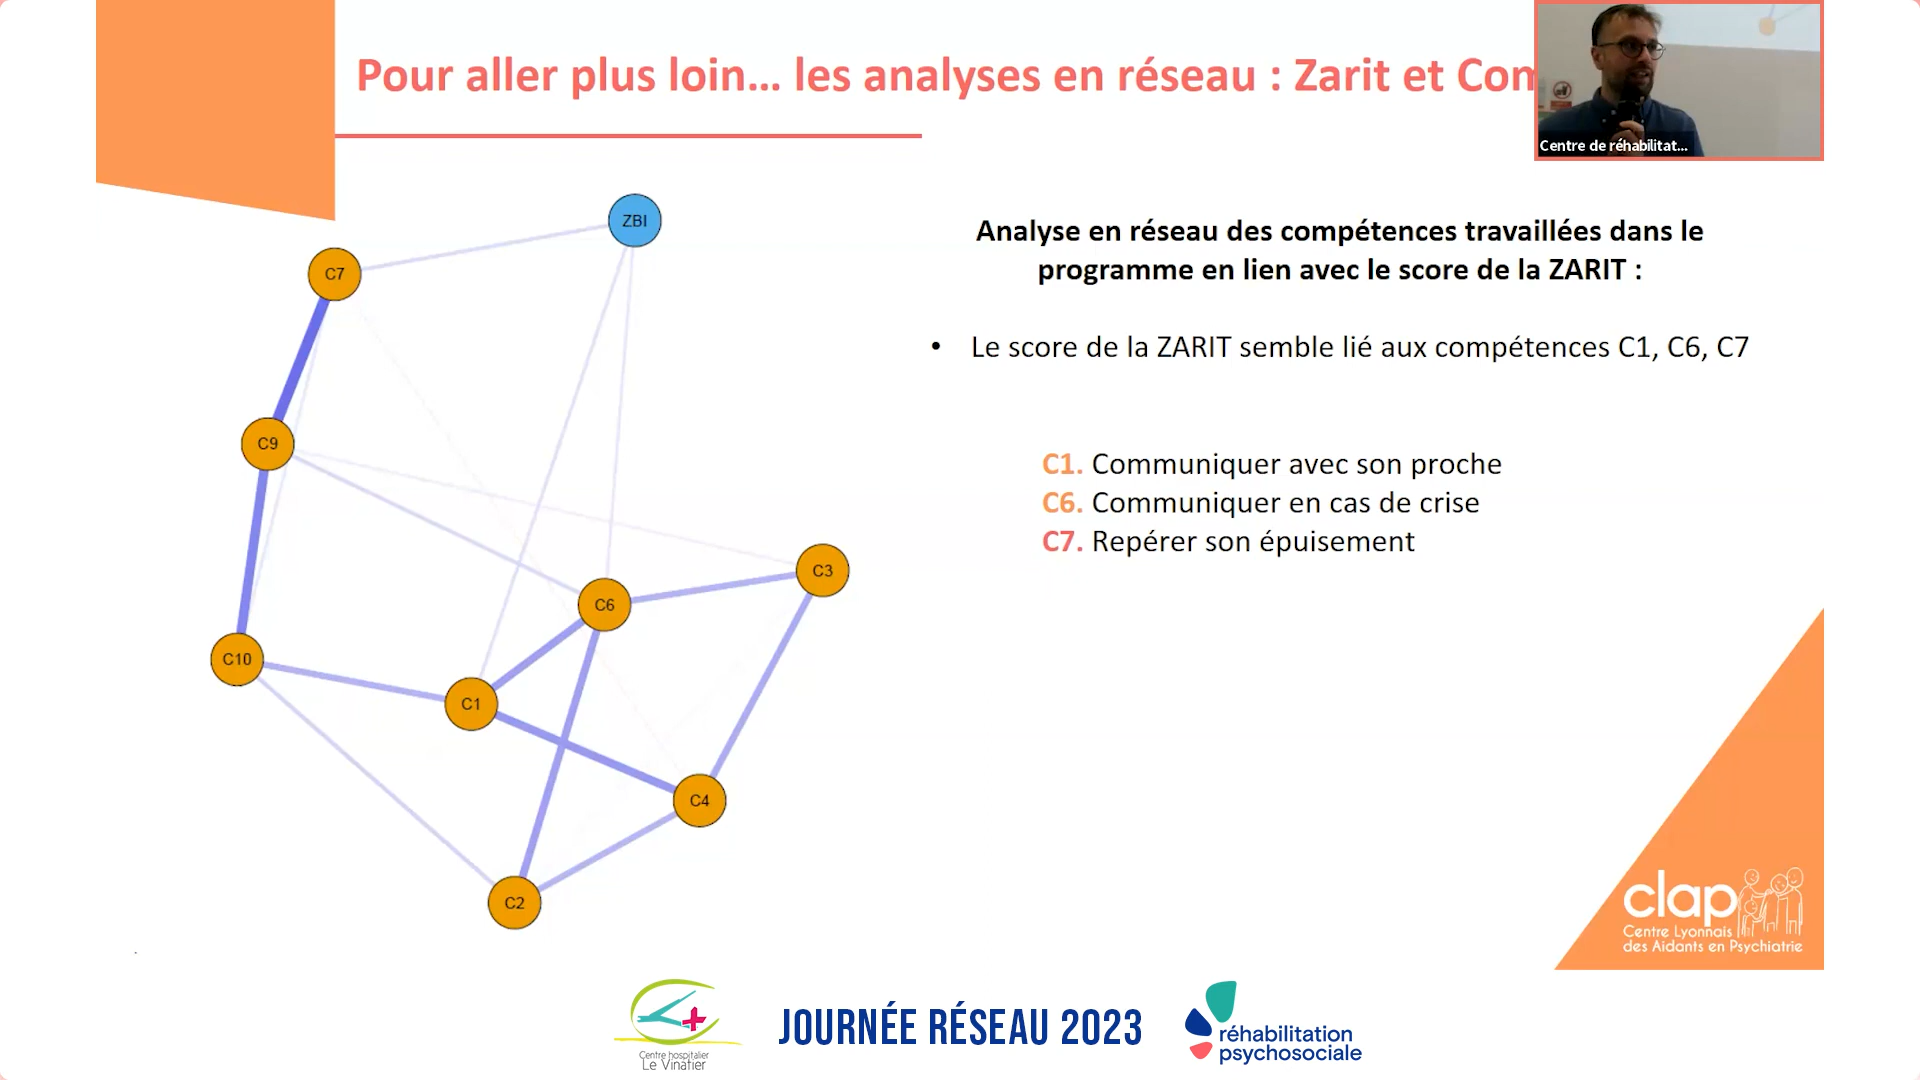 Pour aller plus loin... les analyses en réseau : Zarit et
Centre de réhabilitat...
ZBI
C7
C9
C10
C6
C3
C1
C4
C2
Analyse en réseau des compétences travaillées dans le
programme en lien avec le score de la ZARIT :
• Le score de la ZARIT semble lié aux compétences C1, C6, C7
C1. Communiquer avec son proche
C6. Communiquer en cas de crise
C7. Repérer son épuisement
clap
Centre Lyonnais
des Aidants en Psychiatrie
Centre hospitalier
Le Vinatier
JOURNÉE RÉSEAU 2023
réhabilitation
psychosociale